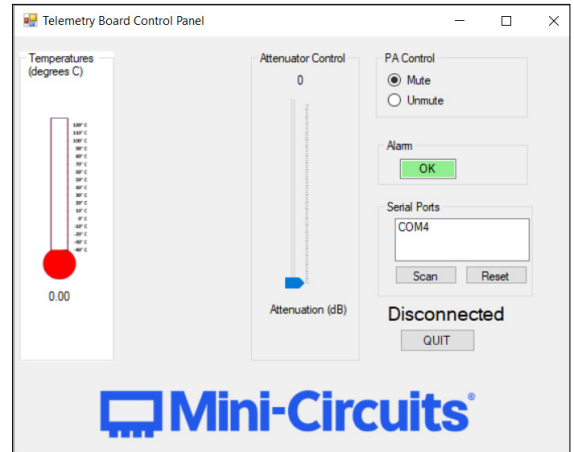 Telemetry Board Control Panel
Temperatures
(degrees C)
0.00
Attenuator Control
0
Attenuation (dB)
PA Control
Mute
Unmute
Alarm
OK
Serial Ports
COM4
Scan
Reset
Disconnected
QUIT
Mini-Circuits®